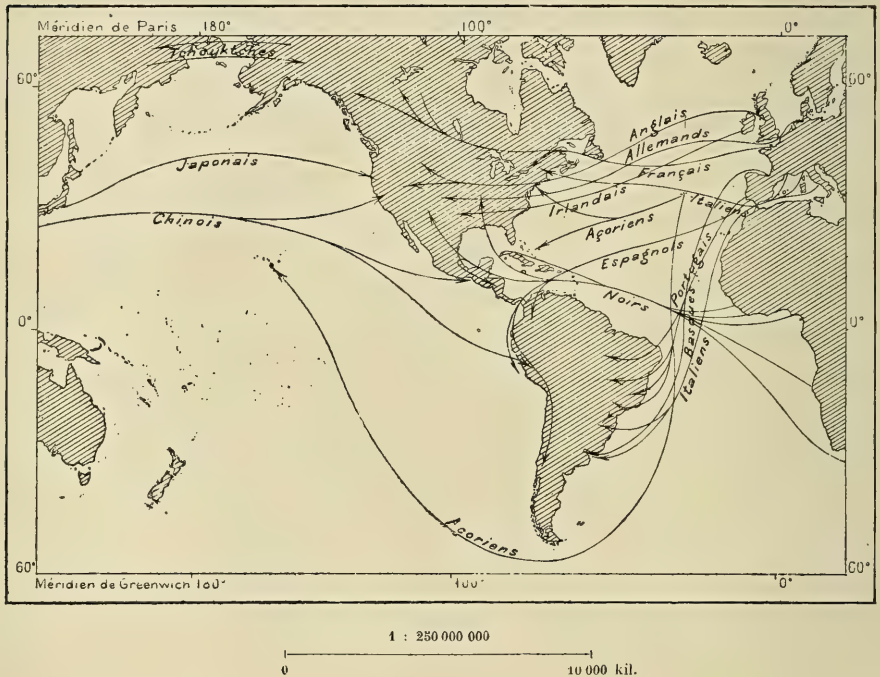 Méridien de Paris 180° 100° 0°
Tchouktches
60° 60°
Anglais
Allemands
Japonais
Français
Irlandais
Italiens
Chinois
Açoriens
Espagnols
Portugais
Noirs
Basques
0° 0°
Italiens
Açoriens
60° 60°
Méridien de Greenwich 180° 100° 0°
1 : 250 000 000
0 10 000 kil.